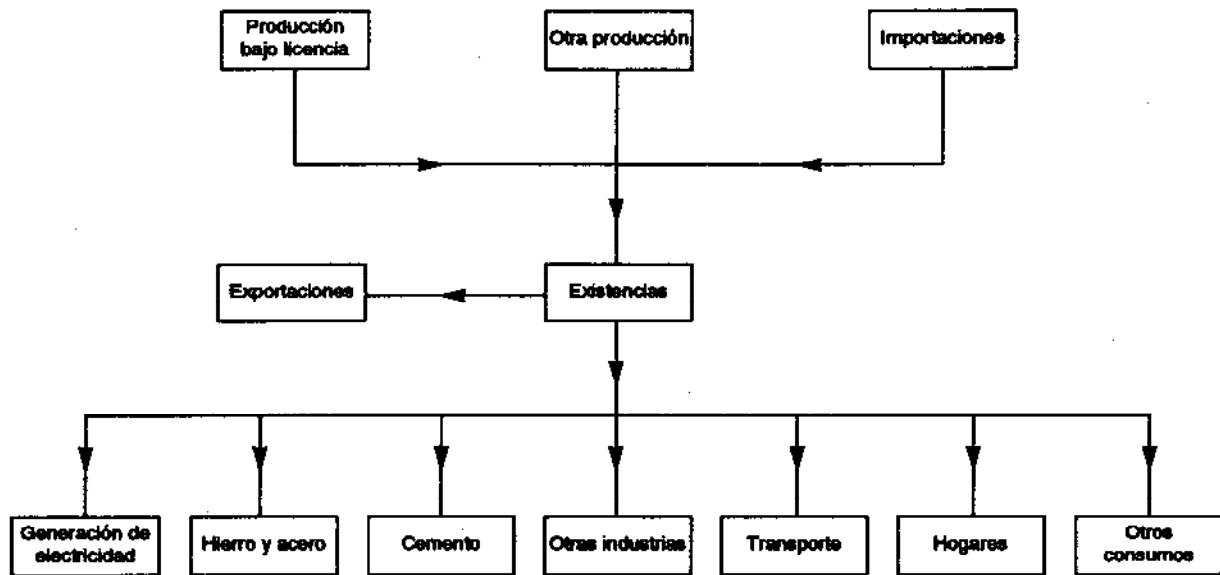 Producción
bajo licencia
Otra producción
Importaciones
Exportaciones
Existencias
Generación de
electricidad
Hierro y acero
Cemento
Otras industrias
Transporte
Hogares
Otros
consumos